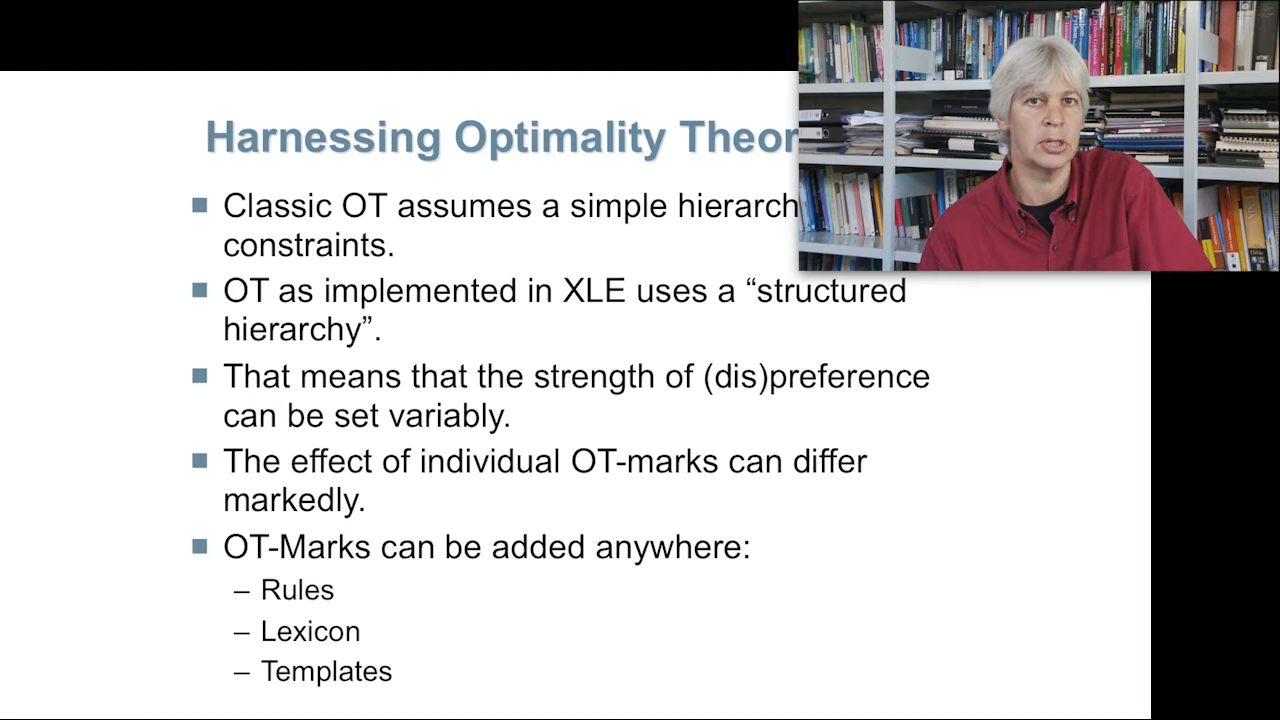 Harnessing Optimality Theor
Classic OT assumes a simple hierarch
constraints.
OT as implemented in XLE uses a “structured
hierarchy”.
That means that the strength of (dis)preference
can be set variably.
The effect of individual OT-marks can differ
markedly.
OT-Marks can be added anywhere:
– Rules
– Lexicon
– Templates